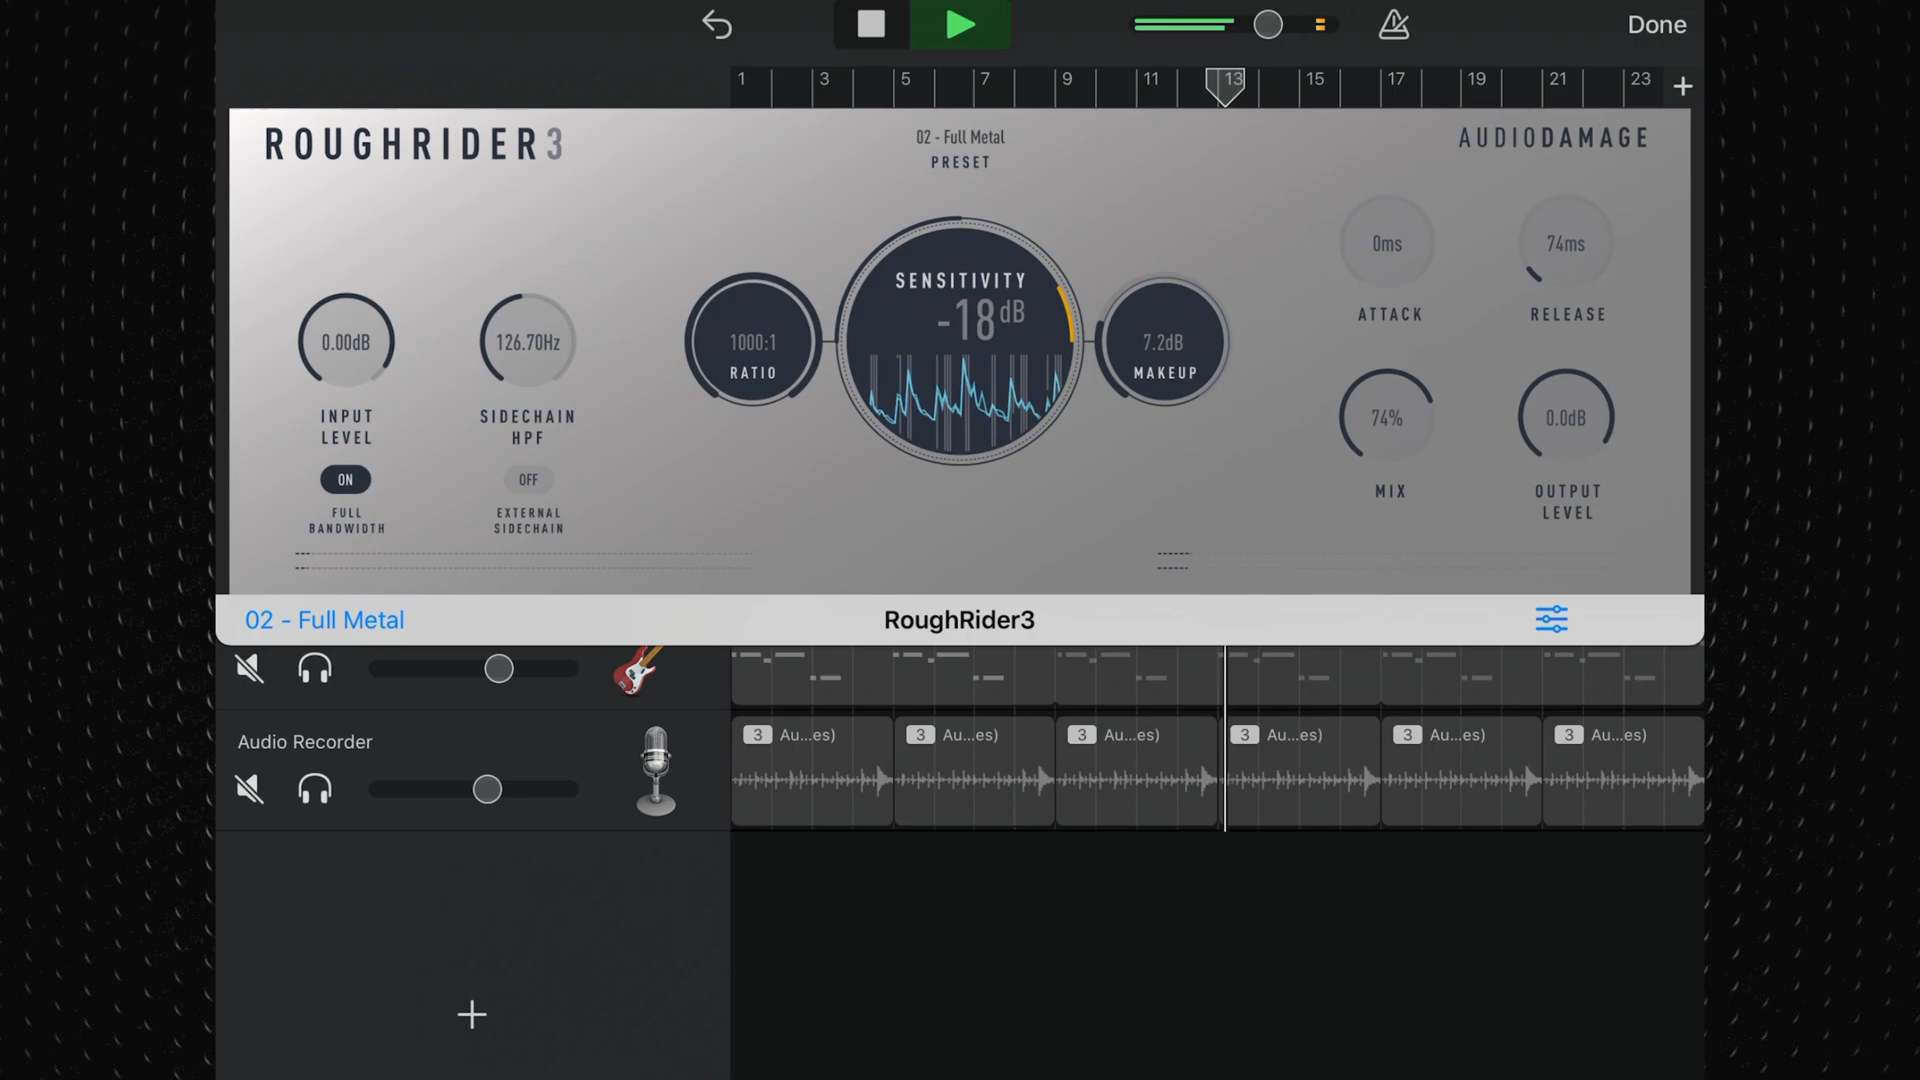 Done
1 3 5 7 9 11 13 15 17 19 21 23
ROUGHRIDER3
02 - Full Metal
PRESET
AUDIODAMAGE
0.00dB
INPUT
LEVEL
ON
FULL
BANDWIDTH
126.70Hz
SIDECHAIN
HPF
OFF
EXTERNAL
SIDECHAIN
1000:1
RATIO
SENSITIVITY
-18dB
7.2dB
MAKEUP
0ms
ATTACK
74ms
RELEASE
74%
MIX
0.0dB
OUTPUT
LEVEL
02 - Full Metal
RoughRider3
Audio Recorder
3 Au...es)
3 Au...es)
3 Au...es)
3 Au...es)
3 Au...es)
3 Au...es)